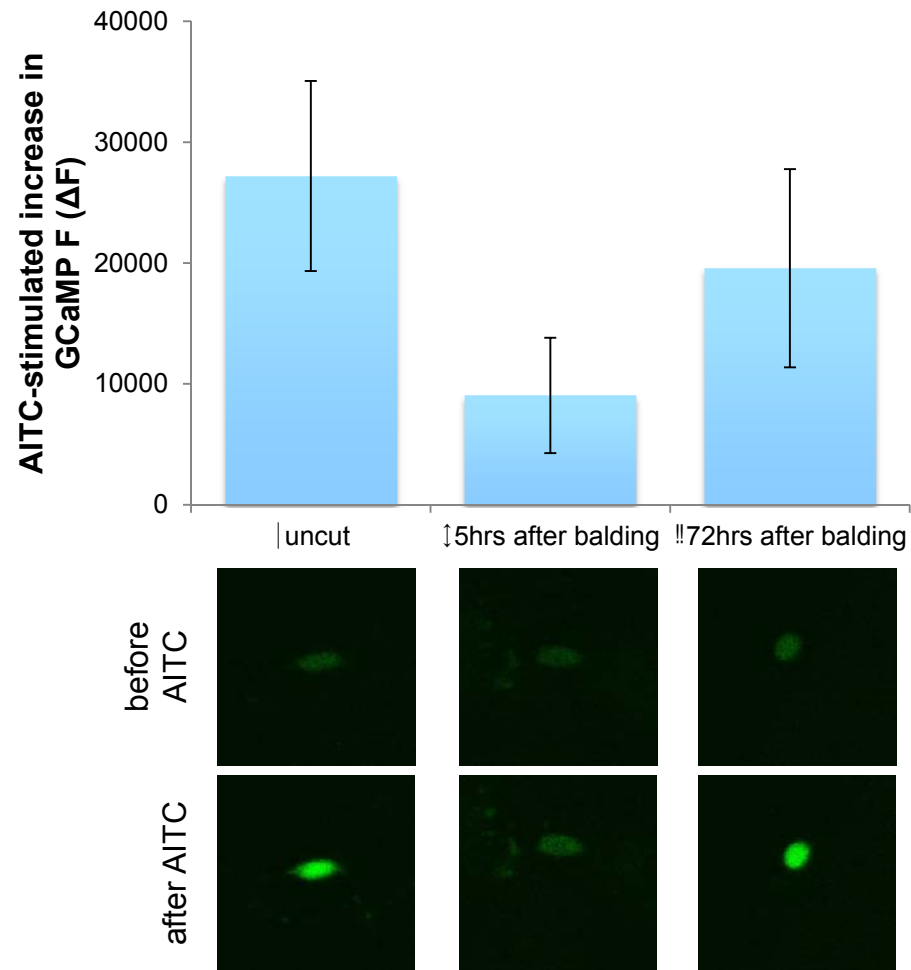 AITC-stimulated increase in
GCaMP F (ΔF)
40000
30000
20000
10000
0
|uncut
↕5hrs after balding
‼72hrs after balding
before
AITC
after AITC